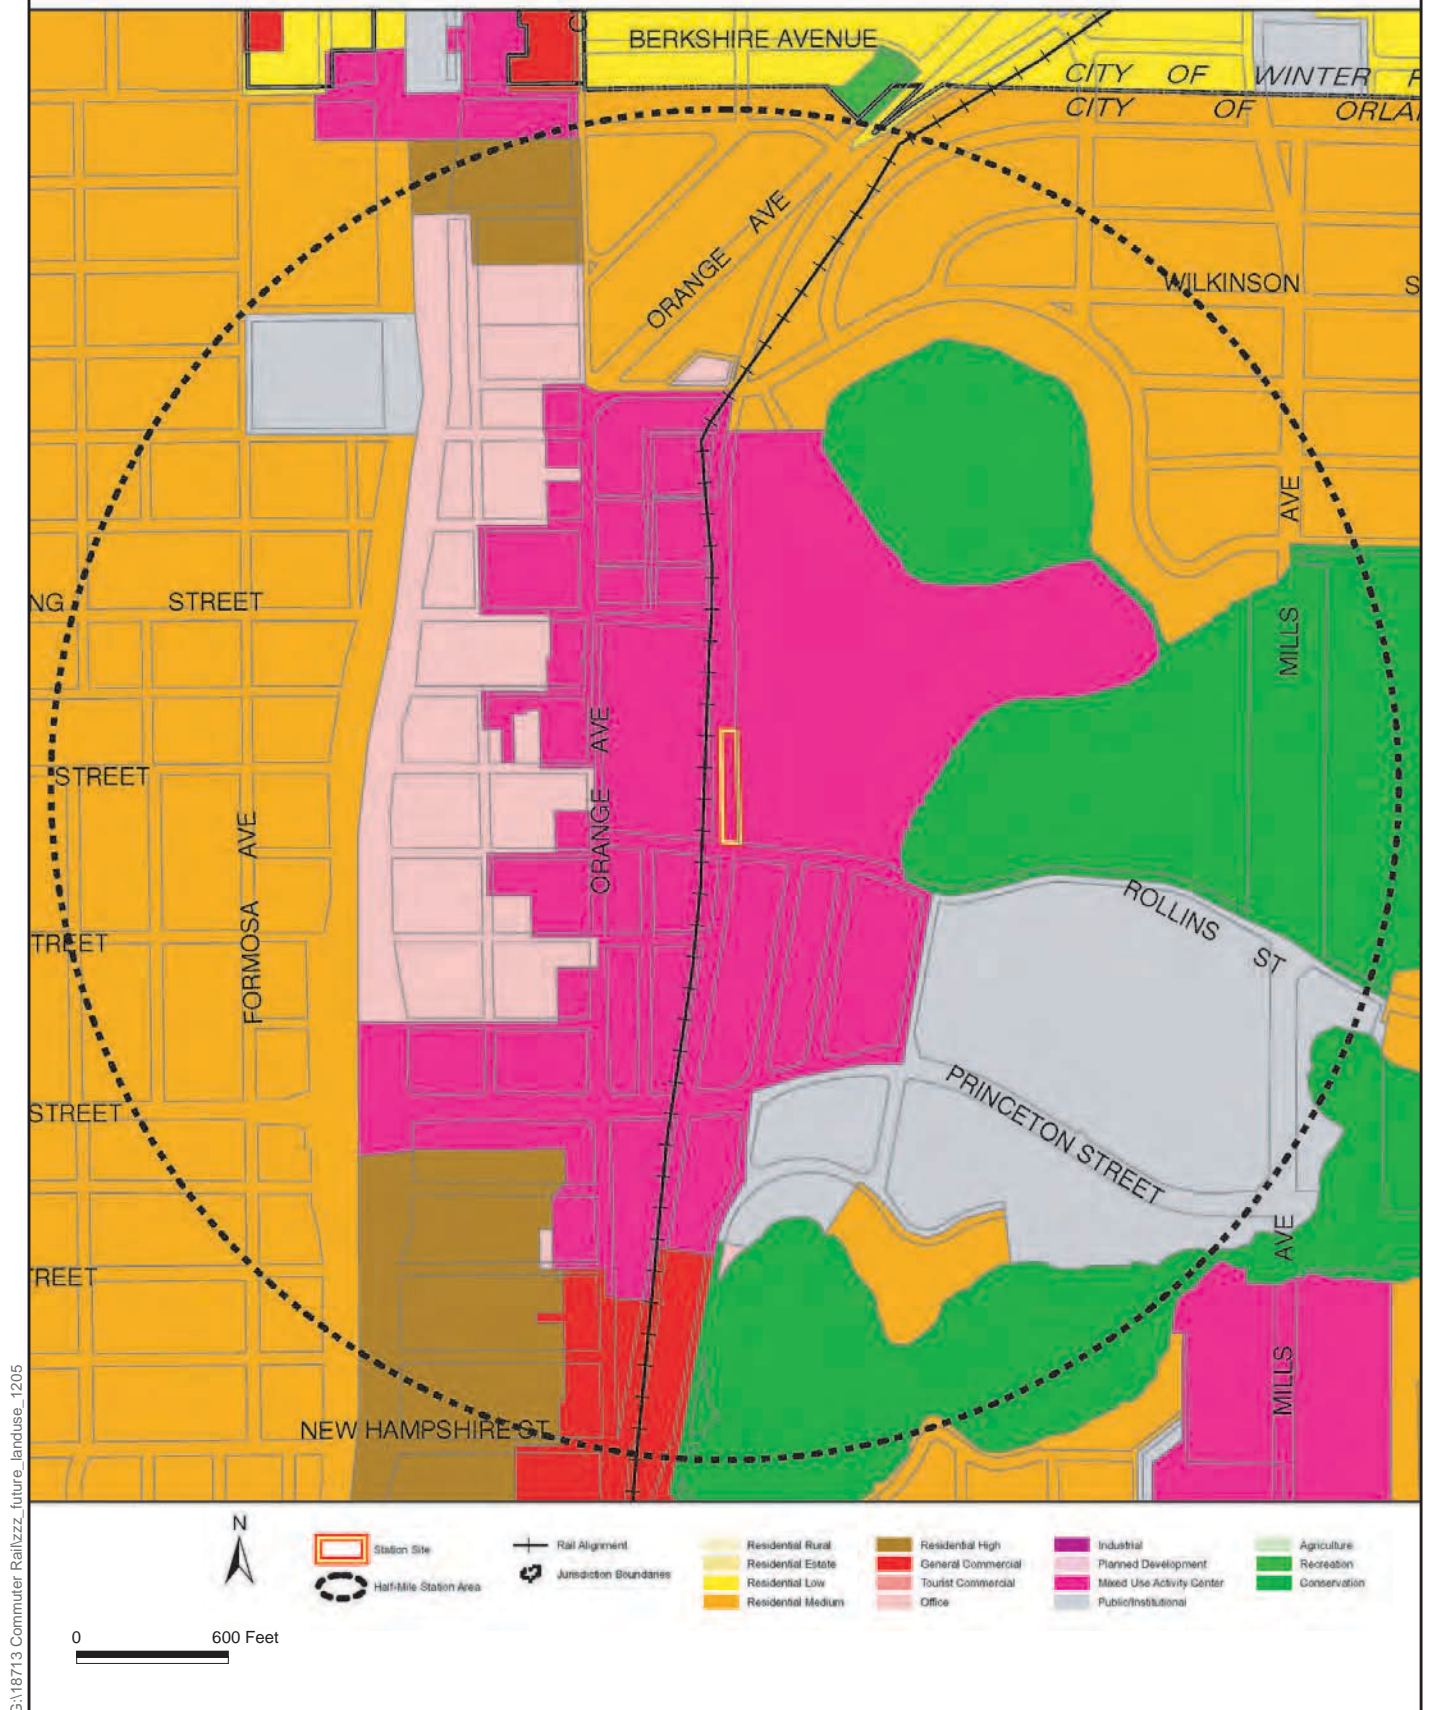 BERKSHIRE AVENUE
CITY OF WINTER
CITY OF ORLA
ORANGE AVE
WILKINSON S
AVE
MILLS
NG STREET
ORANGE AVE
STREET
FORMOSA AVE
ROLLINS ST
TREET
PRINCETON STREET
STREET
AVE
MILLS
REET
NEW HAMPSHIRE ST
G:\18713 Commuter Rail\zzz_future_landuse_1205
N
Station Site
Half-Mile Station Area
Rail Alignment
Jurisdiction Boundaries
Residential Rural
Residential Estate
Residential Low
Residential Medium
Residential High
General Commercial
Tourist Commercial
Office
Industrial
Planned Development
Mixed Use Activity Center
Public/Institutional
Agriculture
Recreation
Conservation
0 600 Feet